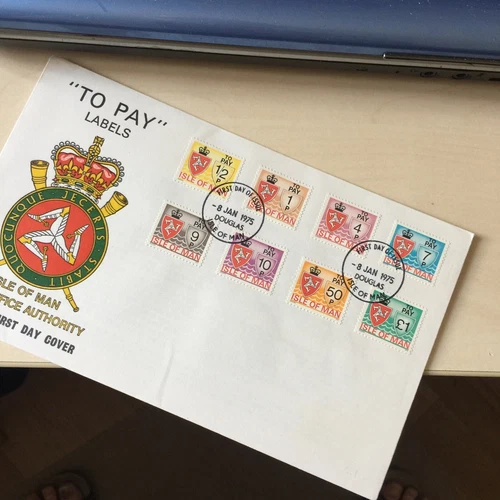 "TO PAY"
LABELS
QUOCUNQUE JECERIS STABIT
ISLE OF MAN
OFFICE AUTHORITY
FIRST DAY COVER
TO PAY
12 P
ISLE OF MAN
TO PAY
1 P
ISLE OF MAN
TO PAY
4 P
ISLE OF MAN
TO PAY
7 P
ISLE OF MAN
TO PAY
9 P
ISLE OF MAN
TO PAY
10 P
ISLE OF MAN
TO PAY
50 P
ISLE OF MAN
TO PAY
£1
ISLE OF MAN
FIRST DAY OF ISSUE
-8 JAN 1975
DOUGLAS
ISLE OF MAN
FIRST DAY OF ISSUE
-8 JAN 1975
DOUGLAS
ISLE OF MAN